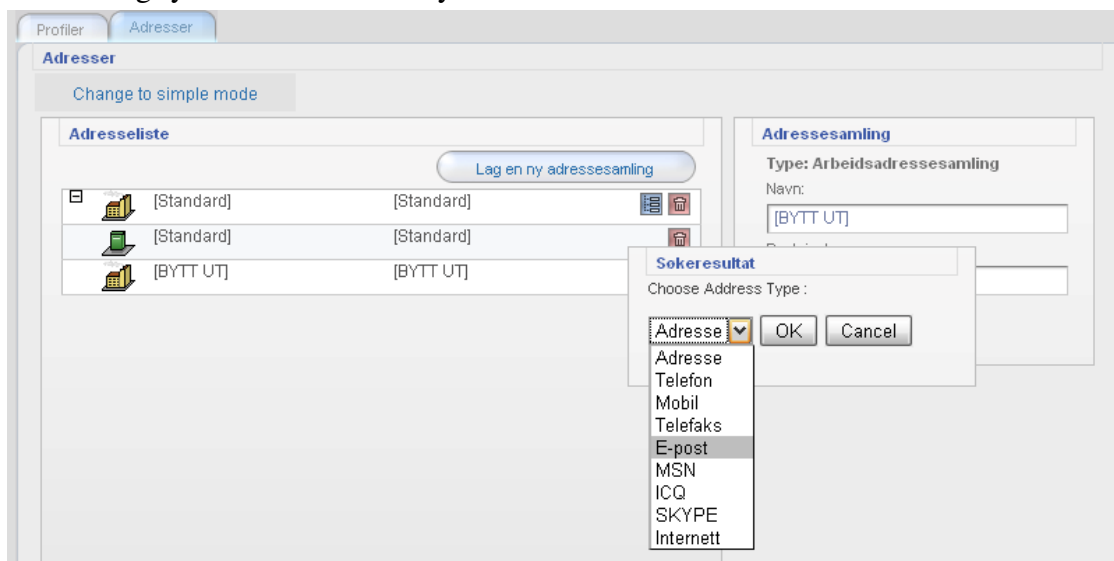 Profiler
Adresser
Adresser
Change to simple mode
Adresseliste
Lag en ny adressesamling
[Standard] [Standard]
[Standard] [Standard]
[BYTT UT] [BYTT UT]
Adressesamling
Type: Arbeidsadressesamling
Navn:
[BYTT UT]
Sokeresultat
Choose Address Type :
Adresse OK Cancel
Adresse
Telefon
Mobil
Telefaks
E-post
MSN
ICQ
SKYPE
Internett